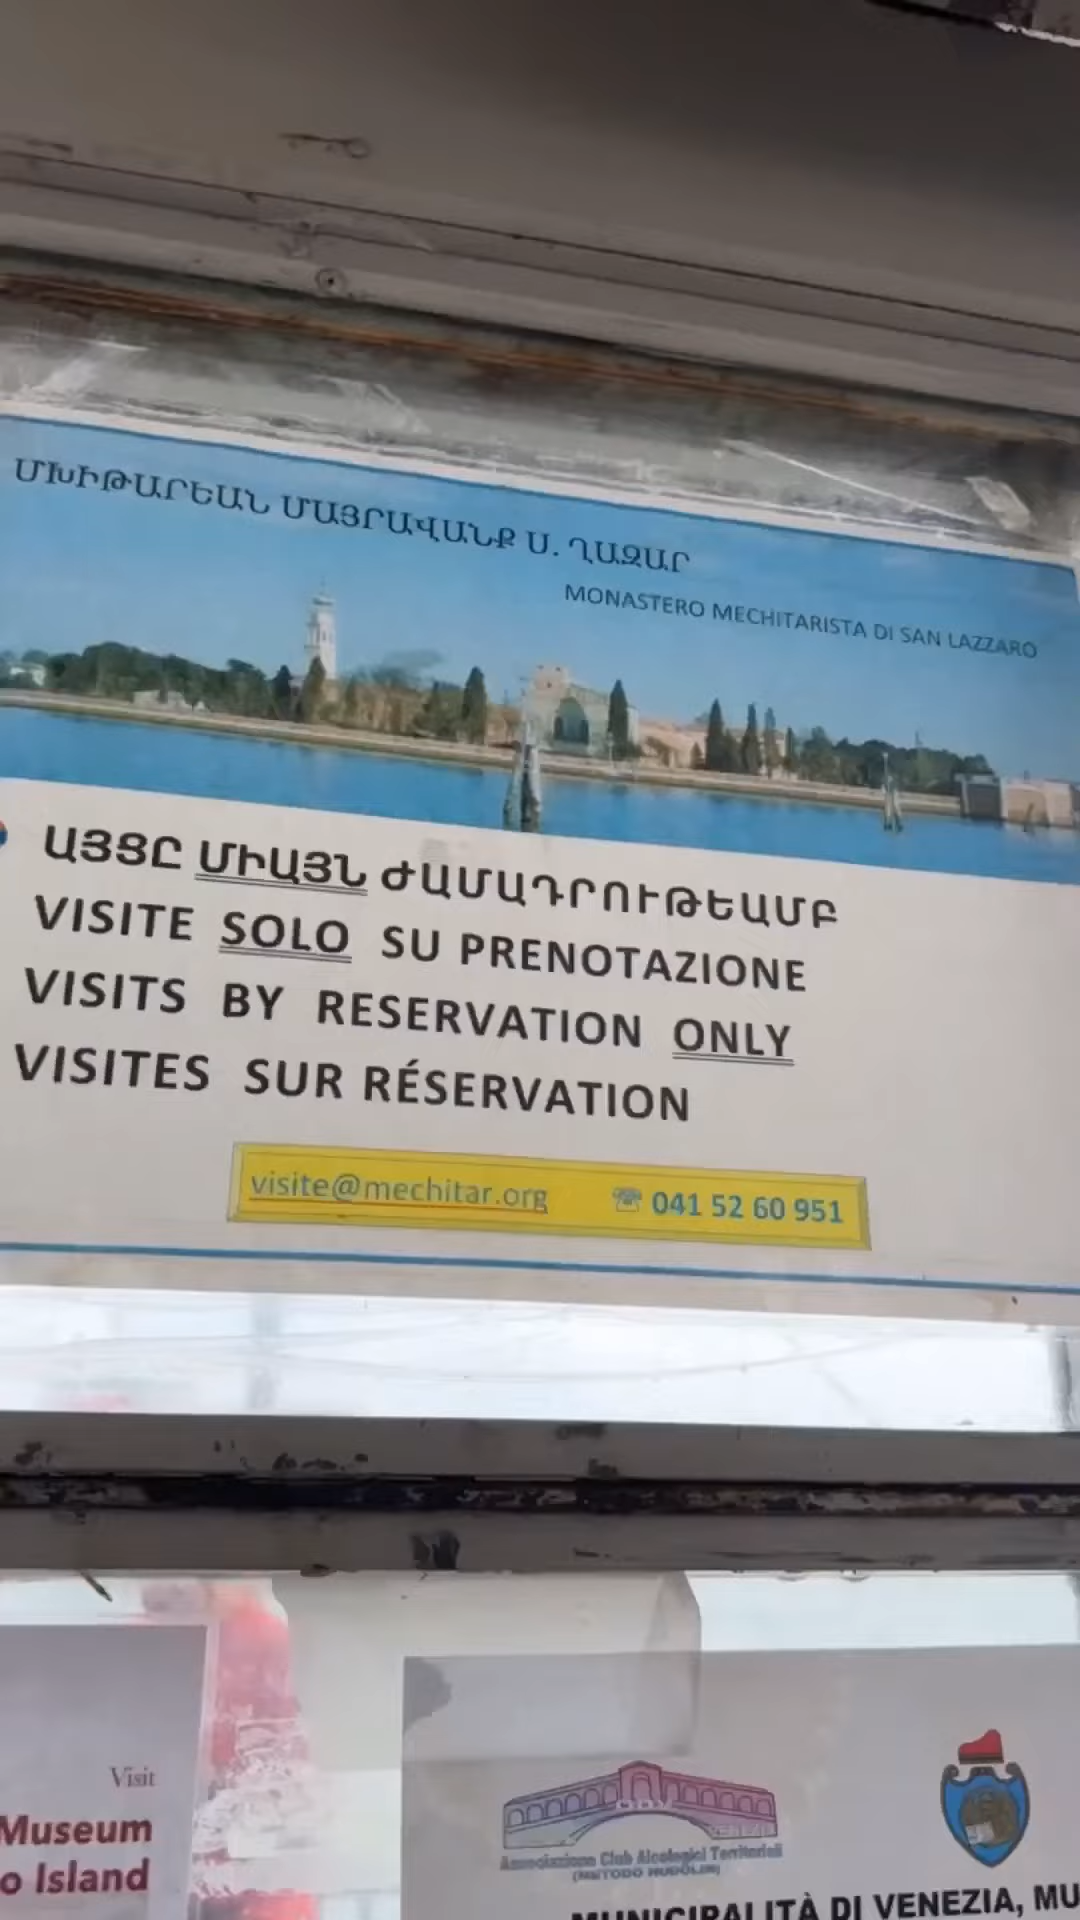 ՄԽԻԹԱՐԵԱՆ ՄԱՅՐԱՎԱՆՔ Ս. ՂԱԶԱՐ
MONASTERO MECHITARISTA DI SAN LAZZARO
ԱՅՑԸ ՄԻԱՅՆ ԺԱՄԱԴՐՈՒԹԵԱՄԲ
VISITE SOLO SU PRENOTAZIONE
VISITS BY RESERVATION ONLY
VISITES SUR RÉSERVATION
visite@mechitar.org ☏ 041 52 60 951
Visit
Museum
o Island
Associazione Club Alcologici Territoriali
(METODO HUDOLIN)
MUNICIPALITÀ DI VENEZIA, MU